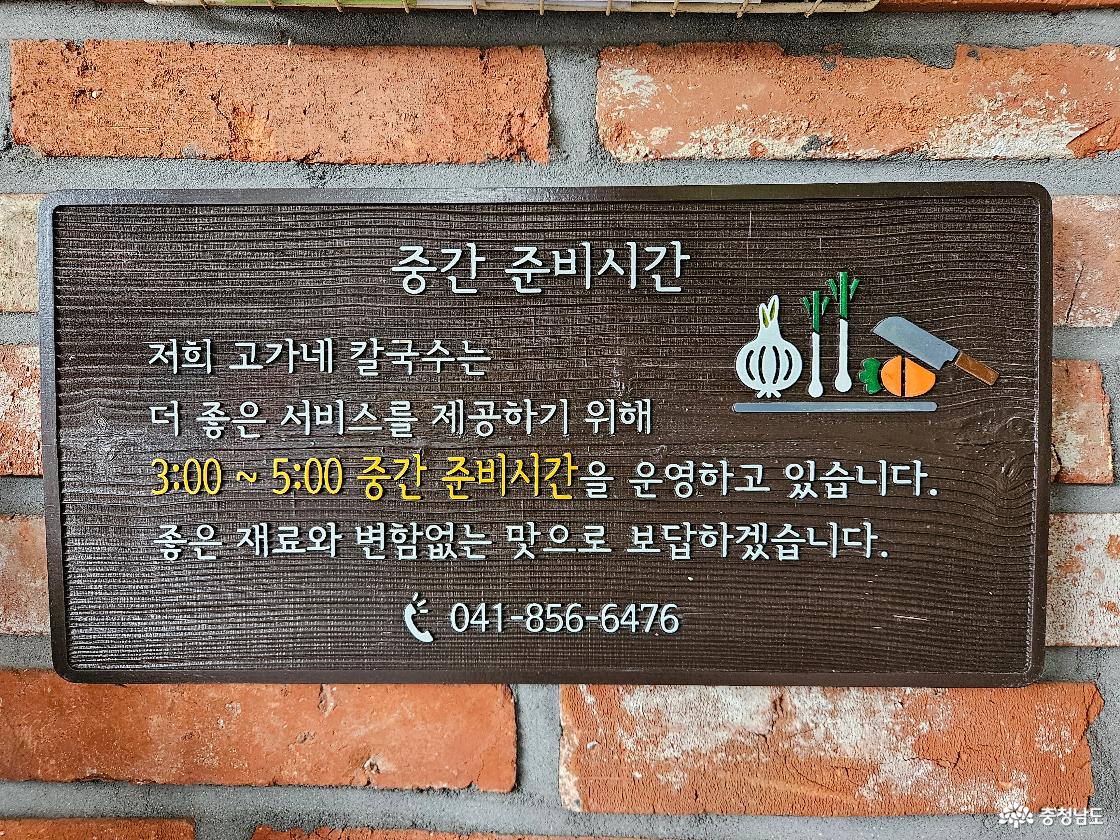 중간 준비시간
저희 고가네 칼국수는
더 좋은 서비스를 제공하기 위해
3:00 ~ 5:00 중간 준비시간을 운영하고 있습니다.
좋은 재료와 변함없는 맛으로 보답하겠습니다.
041-856-6476
충청남도